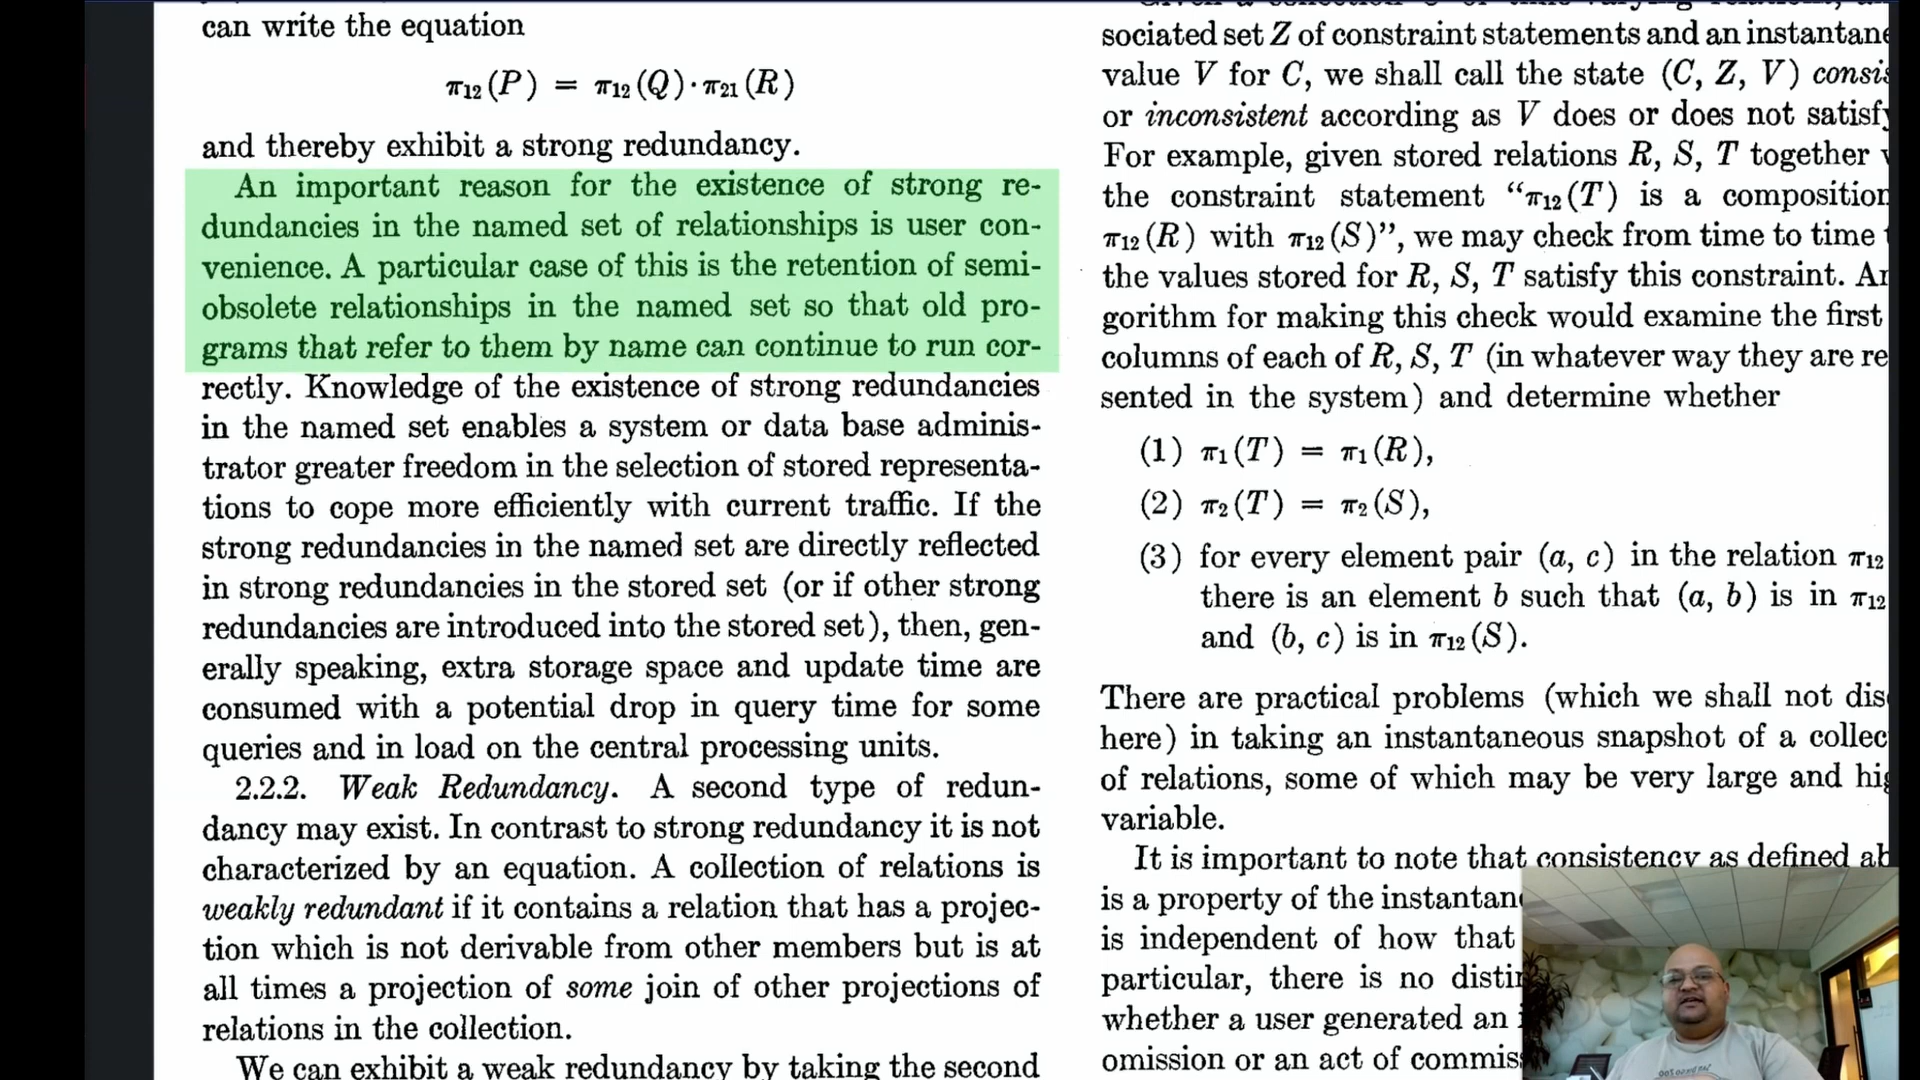 can write the equation
π12(P) = π12(Q)·π21(R)
and thereby exhibit a strong redundancy.
An important reason for the existence of strong re-
dundancies in the named set of relationships is user con-
venience. A particular case of this is the retention of semi-
obsolete relationships in the named set so that old pro-
grams that refer to them by name can continue to run cor-
rectly. Knowledge of the existence of strong redundancies
in the named set enables a system or data base adminis-
trator greater freedom in the selection of stored representa-
tions to cope more efficiently with current traffic. If the
strong redundancies in the named set are directly reflected
in strong redundancies in the stored set (or if other strong
redundancies are introduced into the stored set), then, gen-
erally speaking, extra storage space and update time are
consumed with a potential drop in query time for some
queries and in load on the central processing units.
2.2.2. Weak Redundancy. A second type of redun-
dancy may exist. In contrast to strong redundancy it is not
characterized by an equation. A collection of relations is
weakly redundant if it contains a relation that has a projec-
tion which is not derivable from other members but is at
all times a projection of some join of other projections of
relations in the collection.
We can exhibit a weak redundancy by taking the second
sociated set Z of constraint statements and an instantane
value V for C, we shall call the state (C, Z, V) consis
or inconsistent according as V does or does not satisfy
For example, given stored relations R, S, T together
the constraint statement “π12(T) is a composition
π12(R) with π12(S)”, we may check from time to time
the values stored for R, S, T satisfy this constraint. An
gorithm for making this check would examine the first
columns of each of R, S, T (in whatever way they are re
sented in the system) and determine whether
(1) π1(T) = π1(R),
(2) π2(T) = π2(S),
(3) for every element pair (a, c) in the relation π12
there is an element b such that (a, b) is in π12
and (b, c) is in π12(S).
There are practical problems (which we shall not dis
here) in taking an instantaneous snapshot of a collec
of relations, some of which may be very large and hig
variable.
It is important to note that consistency as defined ab
is a property of the instantan
is independent of how that
particular, there is no distin
whether a user generated an
omission or an act of commis